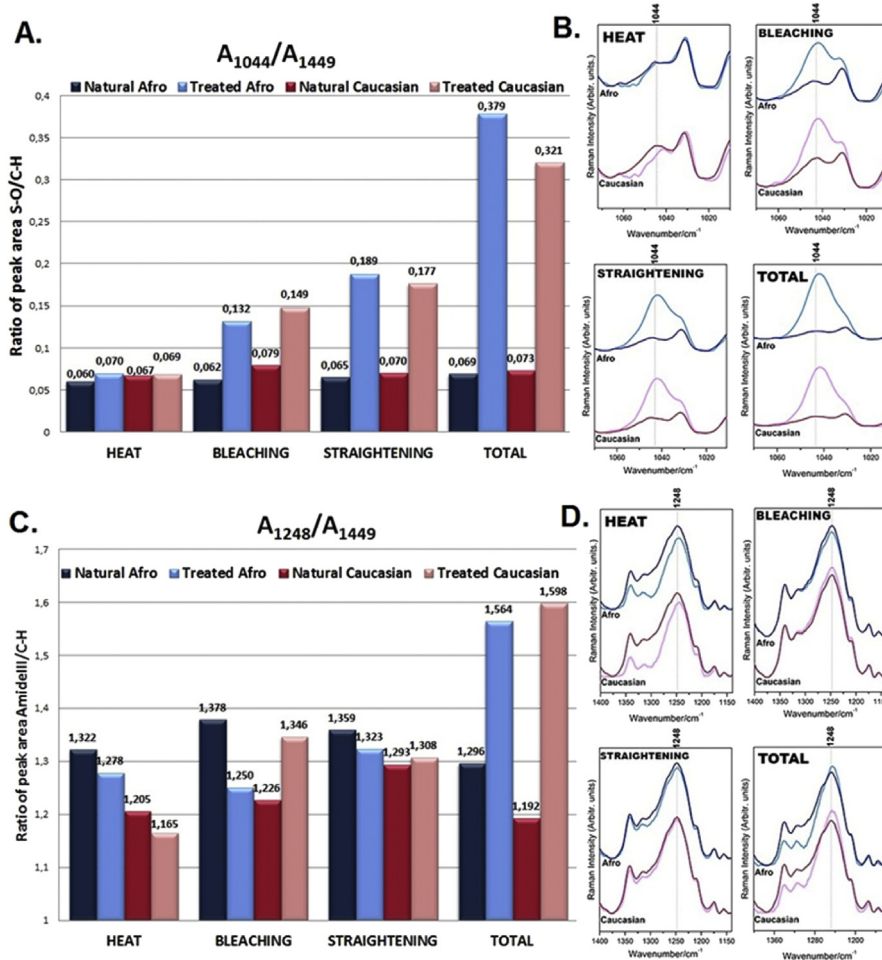 A.
A1044/A1449
Natural Afro Treated Afro Natural Caucasian Treated Caucasian
Ratio of peak area S-O/C-H
0,4
0,35
0,3
0,25
0,2
0,15
0,1
0,05
0
0,060 0,070 0,067 0,069
0,062 0,132 0,079 0,149
0,065 0,189 0,070 0,177
0,069 0,379 0,073 0,321
HEAT BLEACHING STRAIGHTENING TOTAL
B.
1044
HEAT
Raman Intensity (Arbitr. units.)
Afro
Caucasian
1060 1040 1020
Wavenumber/cm-1
1044
BLEACHING
Raman Intensity (Arbitr. units)
Afro
Caucasian
1060 1040 1020
Wavenumber/cm-1
1044
STRAIGHTENING
Raman Intensity (Arbitr. units)
Afro
Caucasian
1060 1040 1020
Wavenumber/cm-1
1044
TOTAL
Raman Intensity (Arbitr. units)
Afro
Caucasian
1060 1040 1020
Wavenumber/cm-1
C.
A1248/A1449
Natural Afro Treated Afro Natural Caucasian Treated Caucasian
Ratio of peak area AmideIII/C-H
1,7
1,6
1,5
1,4
1,3
1,2
1,1
1
1,322 1,278 1,205 1,165
1,378 1,250 1,226 1,346
1,359 1,323 1,293 1,308
1,296 1,564 1,192 1,598
HEAT BLEACHING STRAIGHTENING TOTAL
D.
1248
HEAT
Raman Intensity (Arbitr. units.)
Afro
Caucasian
1400 1350 1300 1250 1200 1150
Wavenumber/cm-1
1248
BLEACHING
Raman Intensity (Arbitr. units)
Afro
Caucasian
1400 1350 1300 1250 1200 1150
Wavenumber/cm-1
1248
STRAIGHTENING
Raman Intensity (Arbitr. units)
Afro
Caucasian
1400 1350 1300 1250 1200 1150
Wavenumber/cm-1
1248
TOTAL
Raman Intensity (Arbitr. units)
Afro
Caucasian
1360 1280 1200
Wavenumber/cm-1